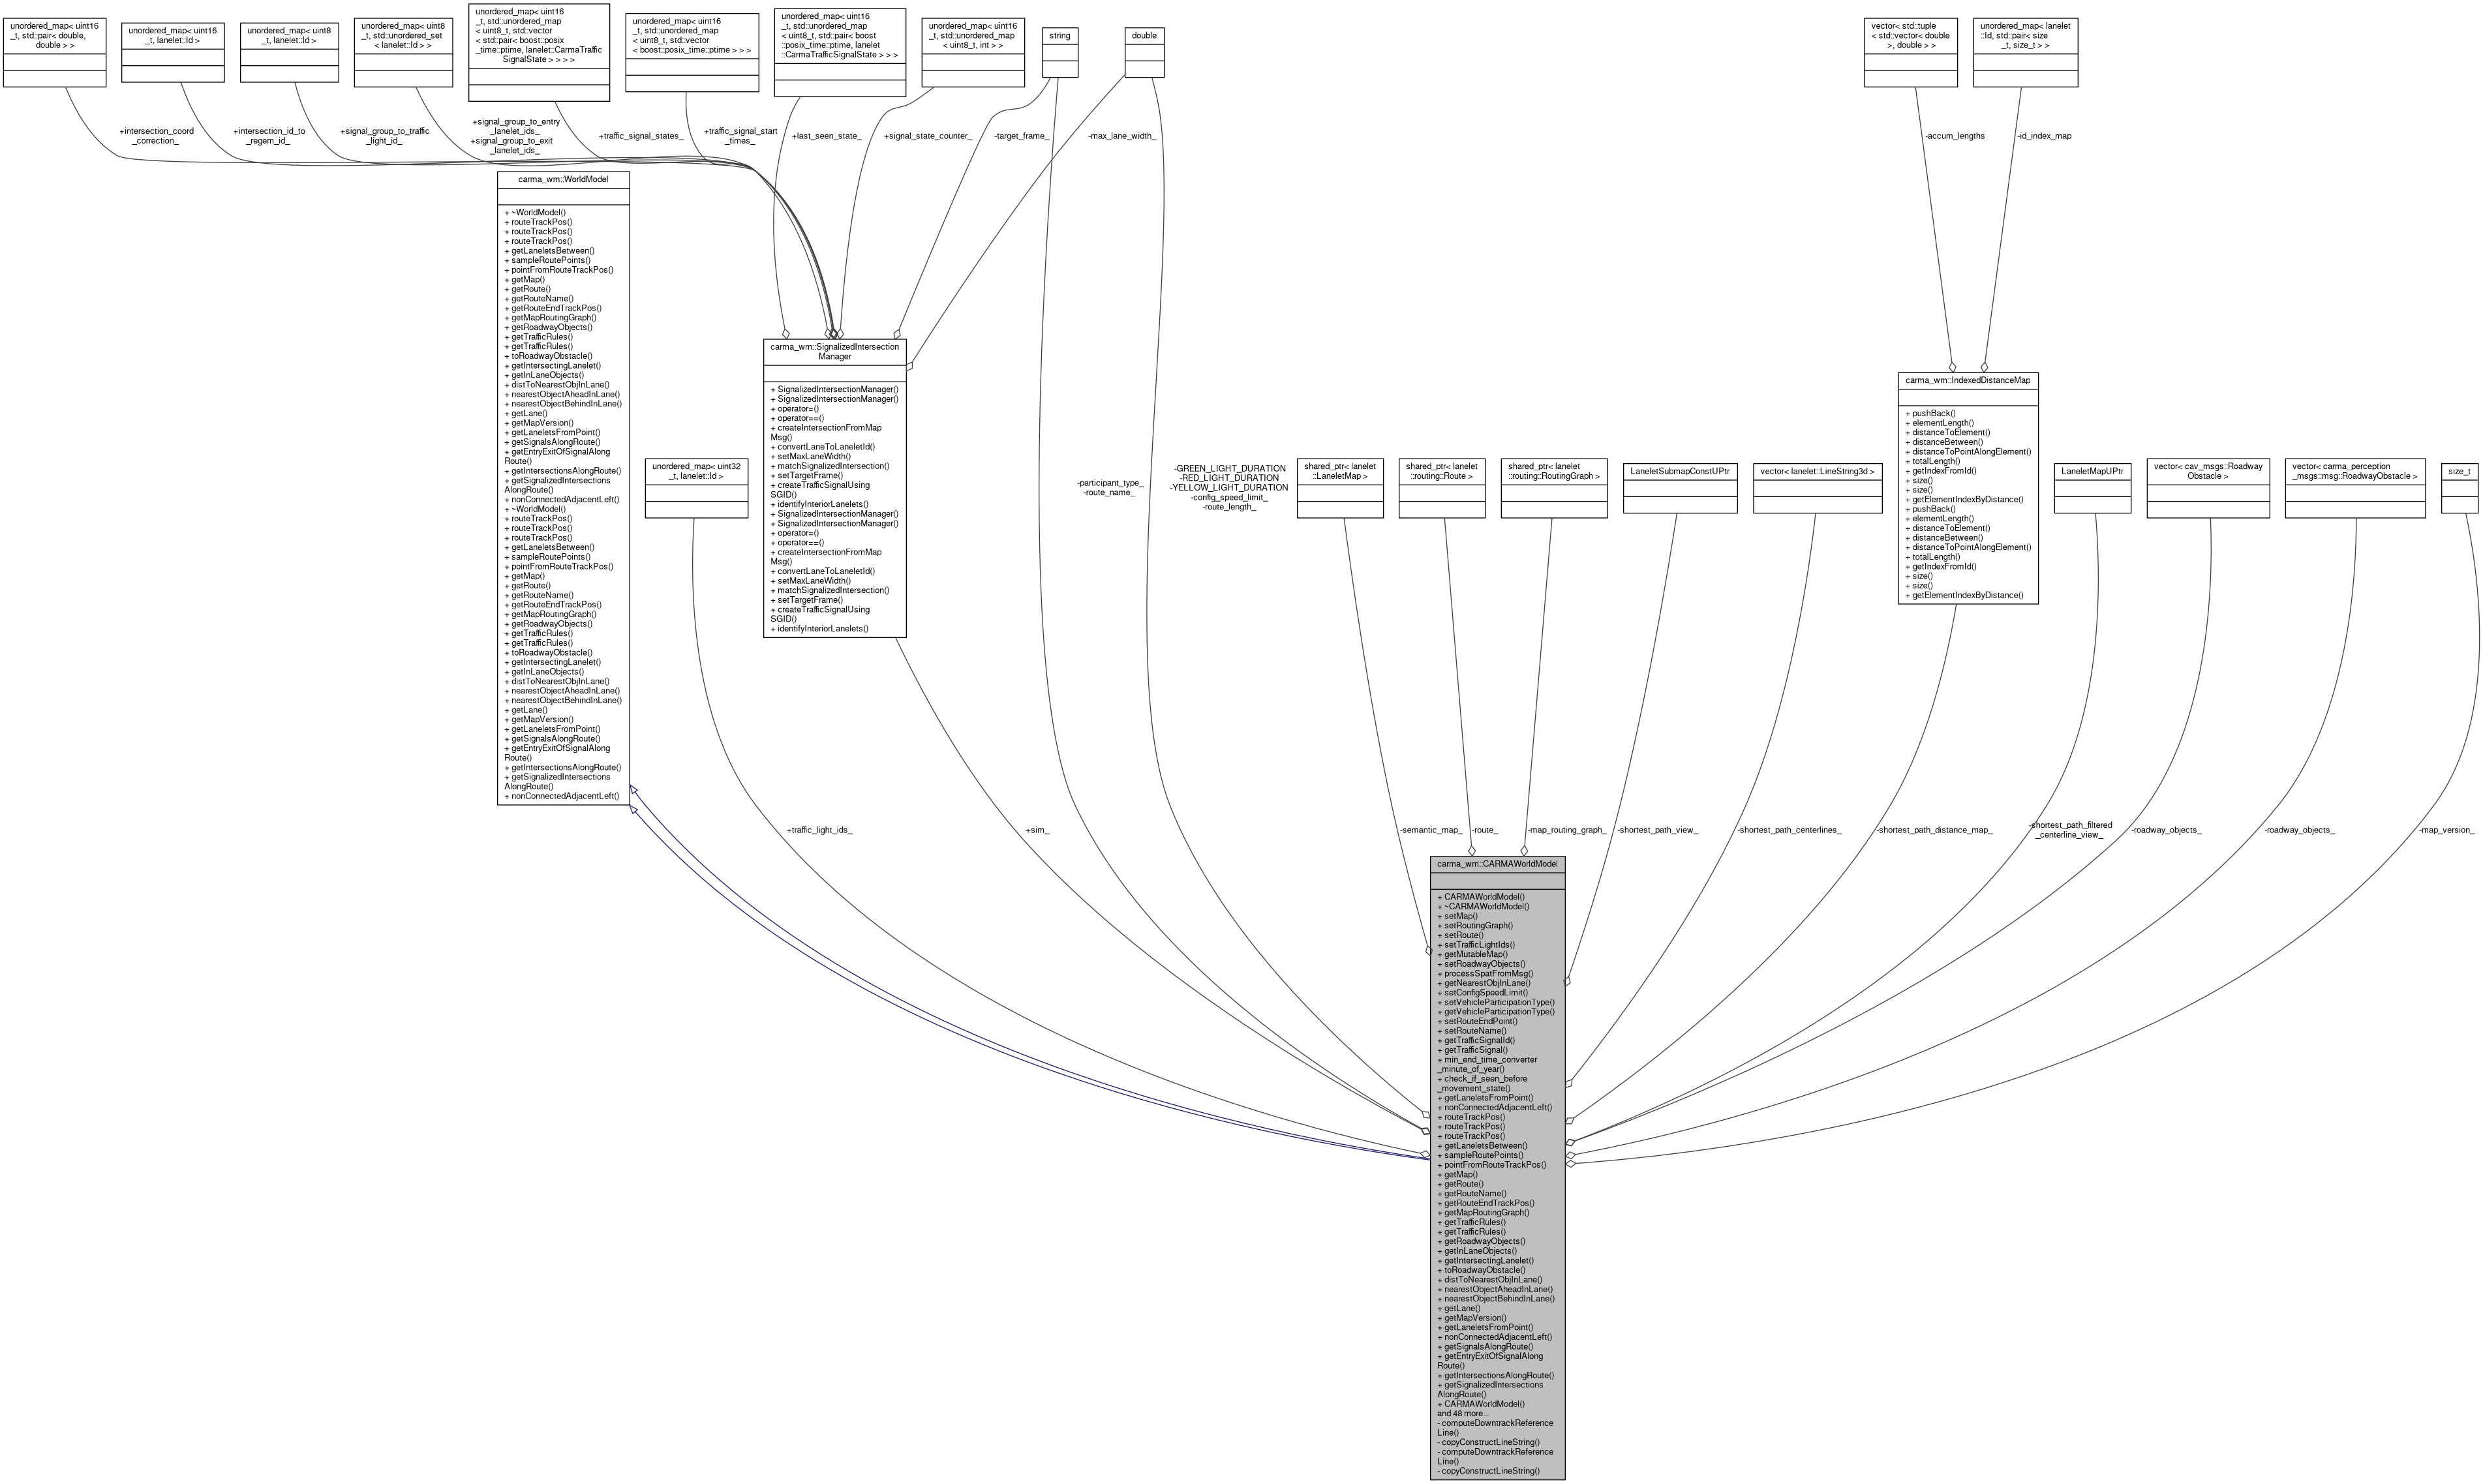 unordered_map< uint16
_t, std::pair< double,
double > >
unordered_map< uint16
_t, lanelet::Id >
unordered_map< uint8
_t, lanelet::Id >
unordered_map< uint8
_t, std::unordered_set
< lanelet::Id > >
unordered_map< uint16
_t, std::unordered_map
< uint8_t, std::vector
< std::pair< boost::posix
_time::ptime, lanelet::CarmaTraffic
SignalState > > > >
unordered_map< uint16
_t, std::unordered_map
< uint8_t, std::vector
< boost::posix_time::ptime > > >
unordered_map< uint16
_t, std::unordered_map
< uint8_t, std::pair< boost
::posix_time::ptime, lanelet
::CarmaTrafficSignalState > > >
unordered_map< uint16
_t, std::unordered_map
< uint8_t, int > >
string
double
vector< std::tuple
< std::vector< double
>, double > >
unordered_map< lanelet
::Id, std::pair< size
_t, size_t > >
+intersection_coord
_correction_
+intersection_id_to
_regem_id_
+signal_group_to_traffic
_light_id_
+signal_group_to_entry
_lanelet_ids_
+signal_group_to_exit
_lanelet_ids_
+traffic_signal_states_
+traffic_signal_start
_times_
+last_seen_state_
+signal_state_counter_
-target_frame_
-max_lane_width_
-accum_lengths
-id_index_map
carma_wm::WorldModel
+ ~WorldModel()
+ routeTrackPos()
+ routeTrackPos()
+ routeTrackPos()
+ getLaneletsBetween()
+ sampleRoutePoints()
+ pointFromRouteTrackPos()
+ getMap()
+ getRoute()
+ getRouteName()
+ getRouteEndTrackPos()
+ getMapRoutingGraph()
+ getRoadwayObjects()
+ getTrafficRules()
+ getTrafficRules()
+ toRoadwayObstacle()
+ getIntersectingLanelet()
+ getInLaneObjects()
+ distToNearestObjInLane()
+ nearestObjectAheadInLane()
+ nearestObjectBehindInLane()
+ getLane()
+ getMapVersion()
+ getLaneletsFromPoint()
+ getSignalsAlongRoute()
+ getEntryExitOfSignalAlong
Route()
+ getIntersectionsAlongRoute()
+ getSignalizedIntersections
AlongRoute()
+ nonConnectedAdjacentLeft()
+ ~WorldModel()
+ routeTrackPos()
+ routeTrackPos()
+ routeTrackPos()
+ getLaneletsBetween()
+ sampleRoutePoints()
+ pointFromRouteTrackPos()
+ getMap()
+ getRoute()
+ getRouteName()
+ getRouteEndTrackPos()
+ getMapRoutingGraph()
+ getRoadwayObjects()
+ getTrafficRules()
+ getTrafficRules()
+ toRoadwayObstacle()
+ getIntersectingLanelet()
+ getInLaneObjects()
+ distToNearestObjInLane()
+ nearestObjectAheadInLane()
+ nearestObjectBehindInLane()
+ getLane()
+ getMapVersion()
+ getLaneletsFromPoint()
+ getSignalsAlongRoute()
+ getEntryExitOfSignalAlong
Route()
+ getIntersectionsAlongRoute()
+ getSignalizedIntersections
AlongRoute()
+ nonConnectedAdjacentLeft()
carma_wm::SignalizedIntersection
Manager
+ SignalizedIntersectionManager()
+ SignalizedIntersectionManager()
+ operator=()
+ operator==()
+ createIntersectionFromMap
Msg()
+ convertLaneToLaneletId()
+ setMaxLaneWidth()
+ matchSignalizedIntersection()
+ setTargetFrame()
+ createTrafficSignalUsing
SGID()
+ identifyInteriorLanelets()
+ SignalizedIntersectionManager()
+ SignalizedIntersectionManager()
+ operator=()
+ operator==()
+ createIntersectionFromMap
Msg()
+ convertLaneToLaneletId()
+ setMaxLaneWidth()
+ matchSignalizedIntersection()
+ setTargetFrame()
+ createTrafficSignalUsing
SGID()
+ identifyInteriorLanelets()
carma_wm::IndexedDistanceMap
+ pushBack()
+ elementLength()
+ distanceToElement()
+ distanceBetween()
+ distanceToPointAlongElement()
+ totalLength()
+ getIndexFromId()
+ size()
+ size()
+ getElementIndexByDistance()
+ pushBack()
+ elementLength()
+ distanceToElement()
+ distanceBetween()
+ distanceToPointAlongElement()
+ totalLength()
+ getIndexFromId()
+ size()
+ size()
+ getElementIndexByDistance()
unordered_map< uint32
_t, lanelet::Id >
-participant_type_
-route_name_
-GREEN_LIGHT_DURATION
-RED_LIGHT_DURATION
-YELLOW_LIGHT_DURATION
-config_speed_limit_
-route_length_
shared_ptr< lanelet
::LaneletMap >
shared_ptr< lanelet
::routing::Route >
shared_ptr< lanelet
::routing::RoutingGraph >
LaneletSubmapConstUPtr
vector< lanelet::LineString3d >
LaneletMapUPtr
vector< cav_msgs::Roadway
Obstacle >
vector< carma_perception
_msgs::msg::RoadwayObstacle >
size_t
+traffic_light_ids_
+sim_
-semantic_map_
-route_
-map_routing_graph_
-shortest_path_view_
-shortest_path_centerlines_
-shortest_path_distance_map_
-shortest_path_filtered
_centerline_view_
-roadway_objects_
-roadway_objects_
-map_version_
carma_wm::CARMAWorldModel
+ CARMAWorldModel()
+ ~CARMAWorldModel()
+ setMap()
+ setRoutingGraph()
+ setRoute()
+ setTrafficLightIds()
+ getMutableMap()
+ setRoadwayObjects()
+ processSpatFromMsg()
+ getNearestObjInLane()
+ setConfigSpeedLimit()
+ setVehicleParticipationType()
+ getVehicleParticipationType()
+ setRouteEndPoint()
+ setRouteName()
+ getTrafficSignalId()
+ getTrafficSignal()
+ min_end_time_converter
_minute_of_year()
+ check_if_seen_before
_movement_state()
+ getLaneletsFromPoint()
+ nonConnectedAdjacentLeft()
+ routeTrackPos()
+ routeTrackPos()
+ routeTrackPos()
+ getLaneletsBetween()
+ sampleRoutePoints()
+ pointFromRouteTrackPos()
+ getMap()
+ getRoute()
+ getRouteName()
+ getRouteEndTrackPos()
+ getMapRoutingGraph()
+ getTrafficRules()
+ getTrafficRules()
+ getRoadwayObjects()
+ getInLaneObjects()
+ getIntersectingLanelet()
+ toRoadwayObstacle()
+ distToNearestObjInLane()
+ nearestObjectAheadInLane()
+ nearestObjectBehindInLane()
+ getLane()
+ getMapVersion()
+ getLaneletsFromPoint()
+ nonConnectedAdjacentLeft()
+ getSignalsAlongRoute()
+ getEntryExitOfSignalAlong
Route()
+ getIntersectionsAlongRoute()
+ getSignalizedIntersections
AlongRoute()
+ CARMAWorldModel()
and 48 more...
- computeDowntrackReference
Line()
- copyConstructLineString()
- computeDowntrackReference
Line()
- copyConstructLineString()